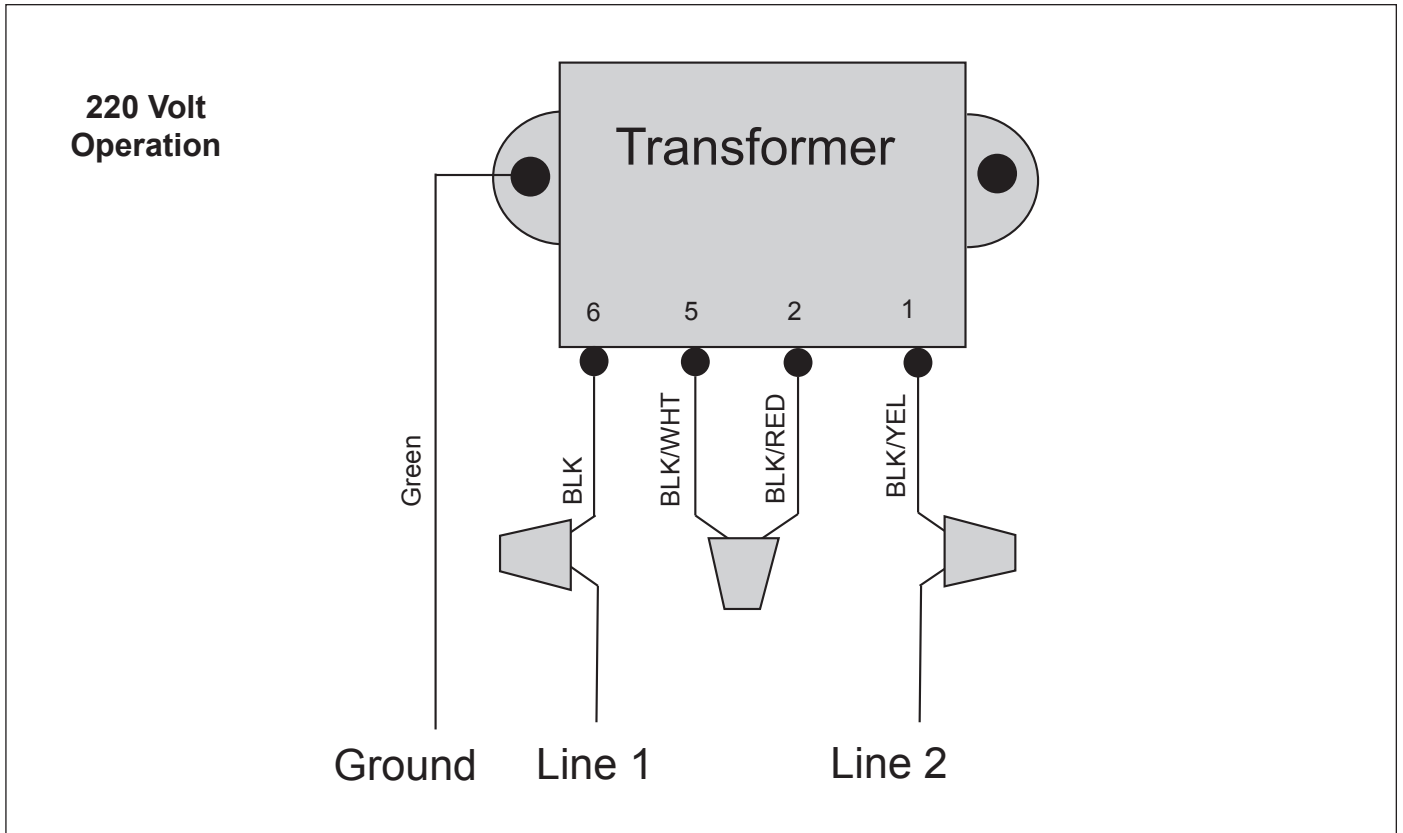 220 Volt
Operation
Transformer
6 5 2 1
Green
BLK
BLK/WHT
BLK/RED
BLK/YEL
Ground Line 1 Line 2